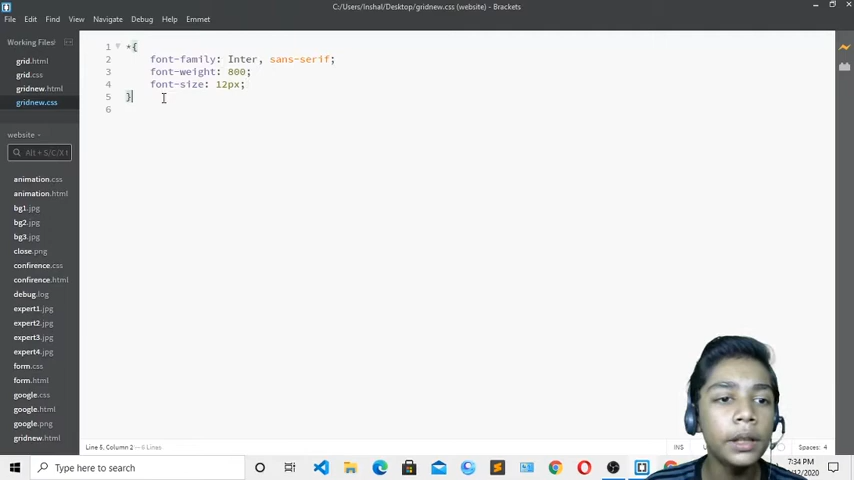 C:/Users/Inshal/Desktop/gridnew.css (website) - Brackets
File Edit Find View Navigate Debug Help Emmet
Working Files
grid.html
grid.css
gridnew.html
gridnew.css
website
Alt + S/C/X
animation.css
animation.html
bg1.jpg
bg2.jpg
bg3.jpg
close.png
confirence.css
confirence.html
debug.log
expert1.jpg
expert2.jpg
expert3.jpg
expert4.jpg
form.css
form.html
google.css
google.html
google.png
gridnew.html
1 *{
2 font-family: Inter, sans-serif;
3 font-weight: 800;
4 font-size: 12px;
5 }
6
Line 5, Column 2 — 6 Lines
INS
Spaces: 4
Type here to search
7:34 PM